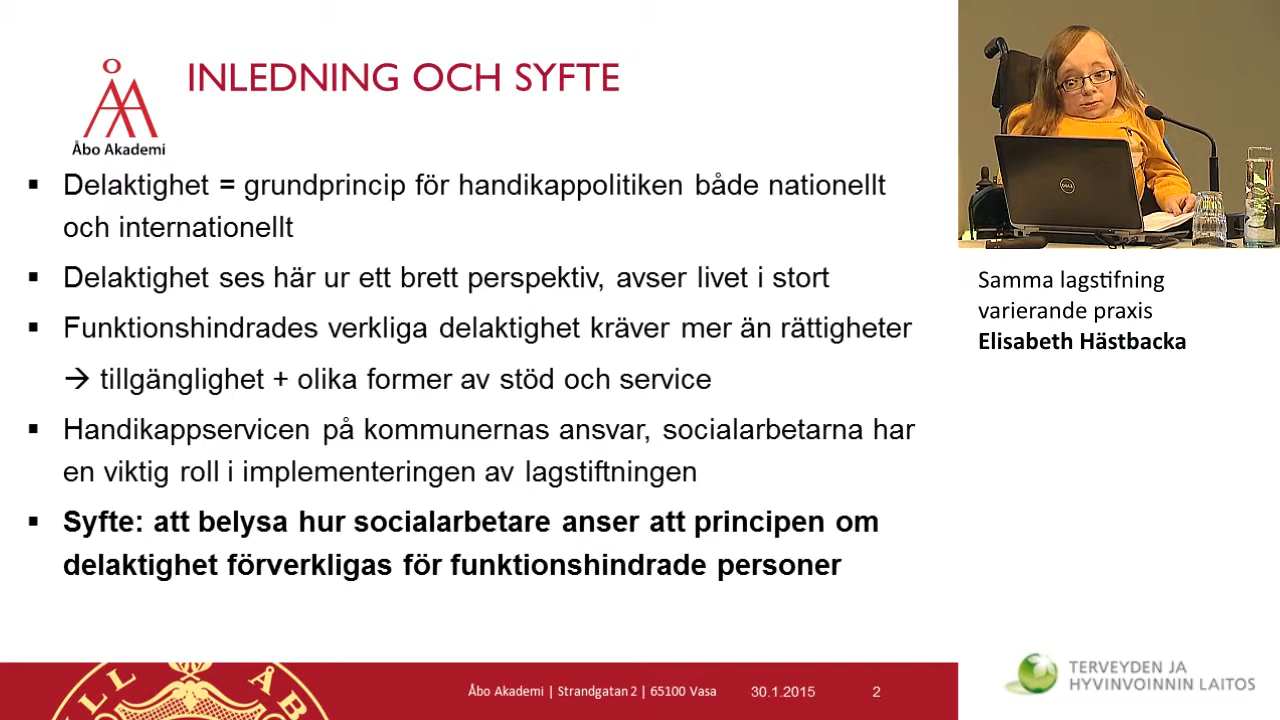 INLEDNING OCH SYFTE
Åbo Akademi
▪ Delaktighet = grundprincip för handikappolitiken både nationellt
och internationellt
▪ Delaktighet ses här ur ett brett perspektiv, avser livet i stort
▪ Funktionshindrades verkliga delaktighet kräver mer än rättigheter
→ tillgänglighet + olika former av stöd och service
▪ Handikappservicen på kommunernas ansvar, socialarbetarna har
en viktig roll i implementeringen av lagstiftningen
▪ Syfte: att belysa hur socialarbetare anser att principen om
delaktighet förverkligas för funktionshindrade personer
Åbo Akademi | Strandgatan 2 | 65100 Vasa 30.1.2015 2
DELL
Samma lagstifning
varierande praxis
Elisabeth Hästbacka
TERVEYDEN JA
HYVINVOINNIN LAITOS